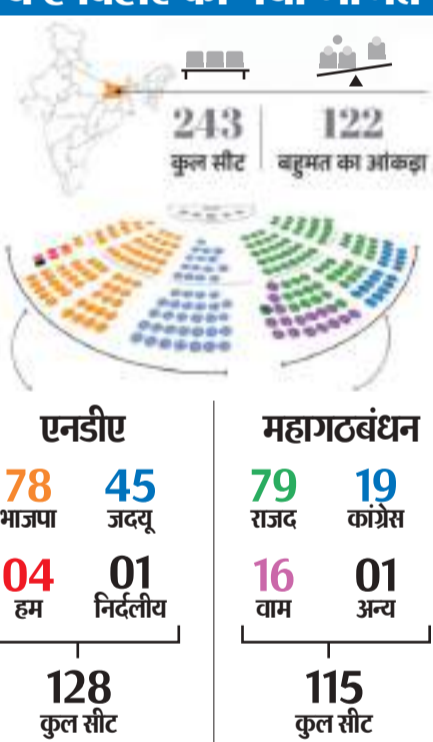 243
कुल सीट
122
बहुमत का आंकड़ा
एनडीए
78
भाजपा
45
जदयू
04
हम
01
निर्दलीय
128
कुल सीट
महागठबंधन
79
राजद
19
कांग्रेस
16
वाम
01
अन्य
115
कुल सीट